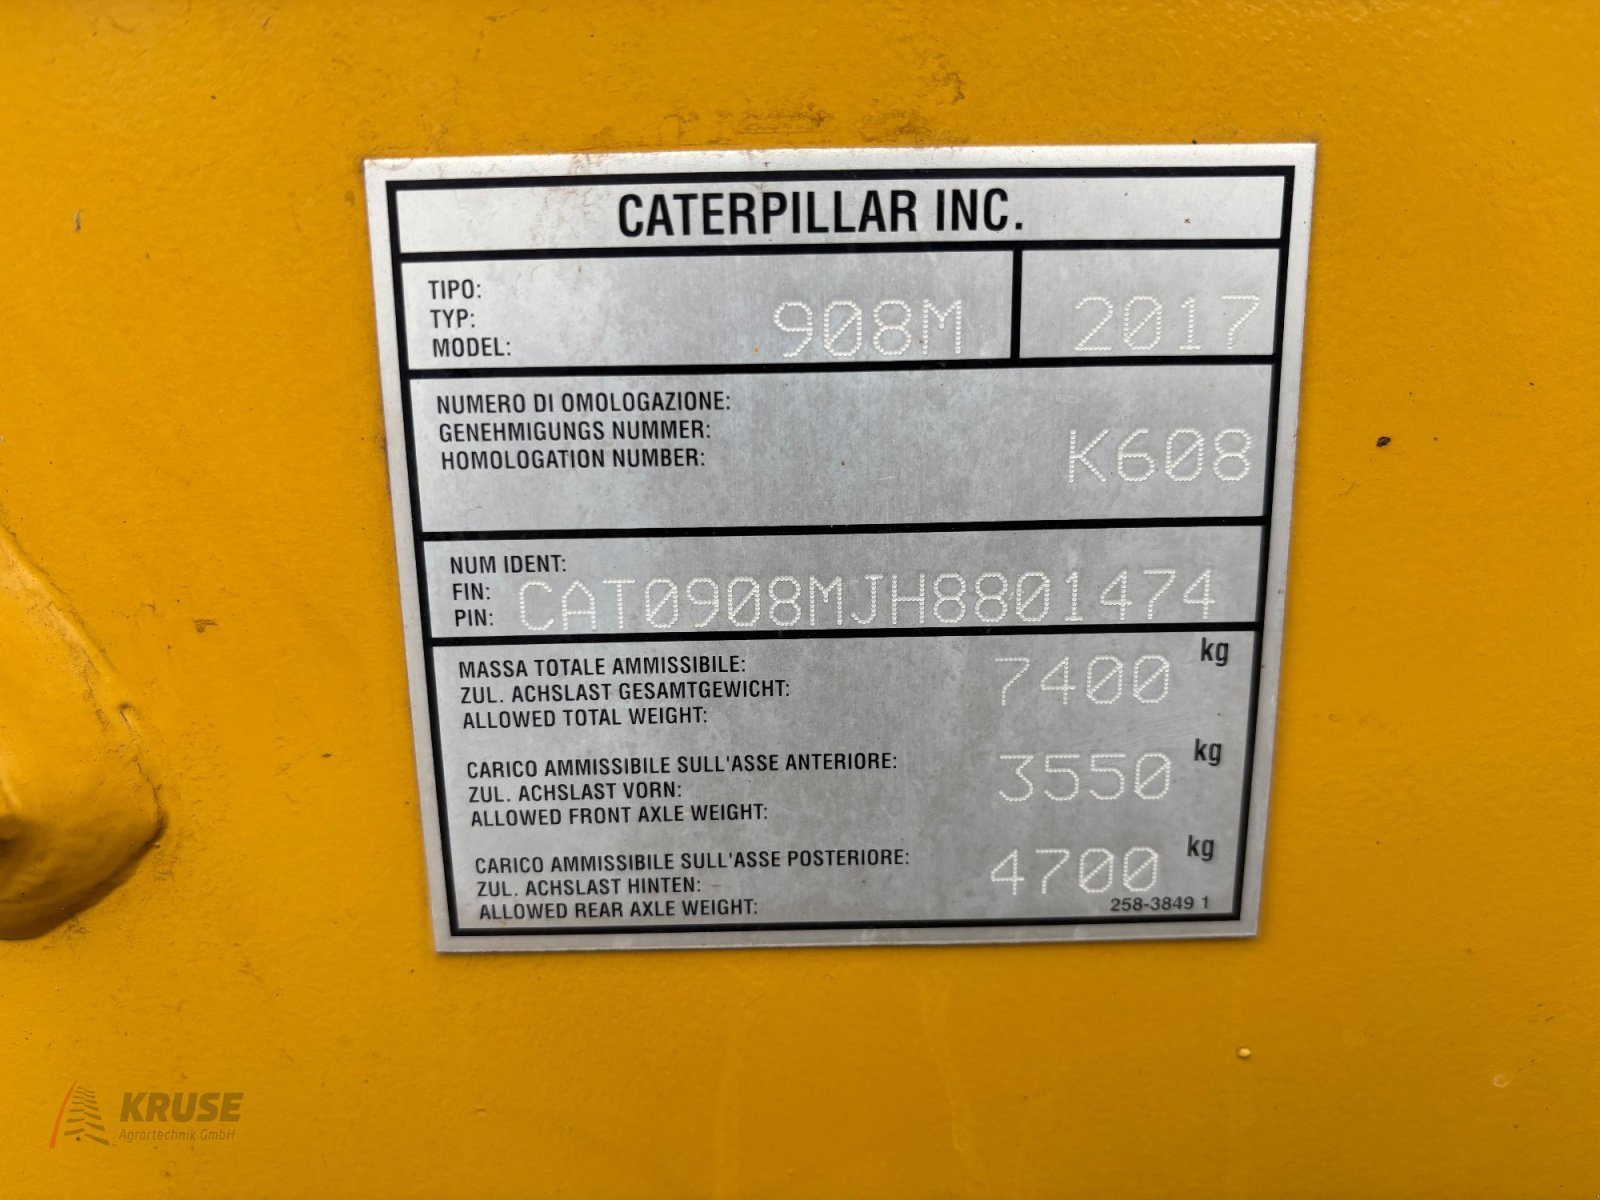 CATERPILLAR INC.
TIPO:
TYP:
MODEL:
908M
2017
NUMERO DI OMOLOGAZIONE:
GENEHMIGUNGS NUMMER:
HOMOLOGATION NUMBER:
K608
NUM IDENT:
FIN:
PIN:
CAT0908MJH8801474
MASSA TOTALE AMMISSIBILE:
ZUL. ACHSLAST GESAMTGEWICHT:
ALLOWED TOTAL WEIGHT:
7400 kg
CARICO AMMISSIBILE SULL'ASSE ANTERIORE:
ZUL. ACHSLAST VORN:
ALLOWED FRONT AXLE WEIGHT:
3550 kg
CARICO AMMISSIBILE SULL'ASSE POSTERIORE:
ZUL. ACHSLAST HINTEN:
ALLOWED REAR AXLE WEIGHT:
4700 kg
258-3849 1
KRUSE
Agrartechnik GmbH